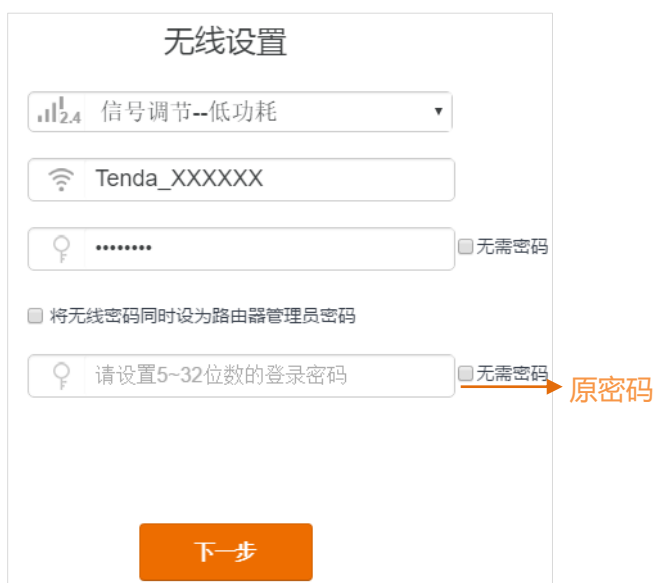 无线设置
2.4 信号调节--低功耗
Tenda_XXXXXX
•••••••• 无需密码
将无线密码同时设为路由器管理员密码
请设置5~32位数的登录密码 无需密码
原密码
下一步